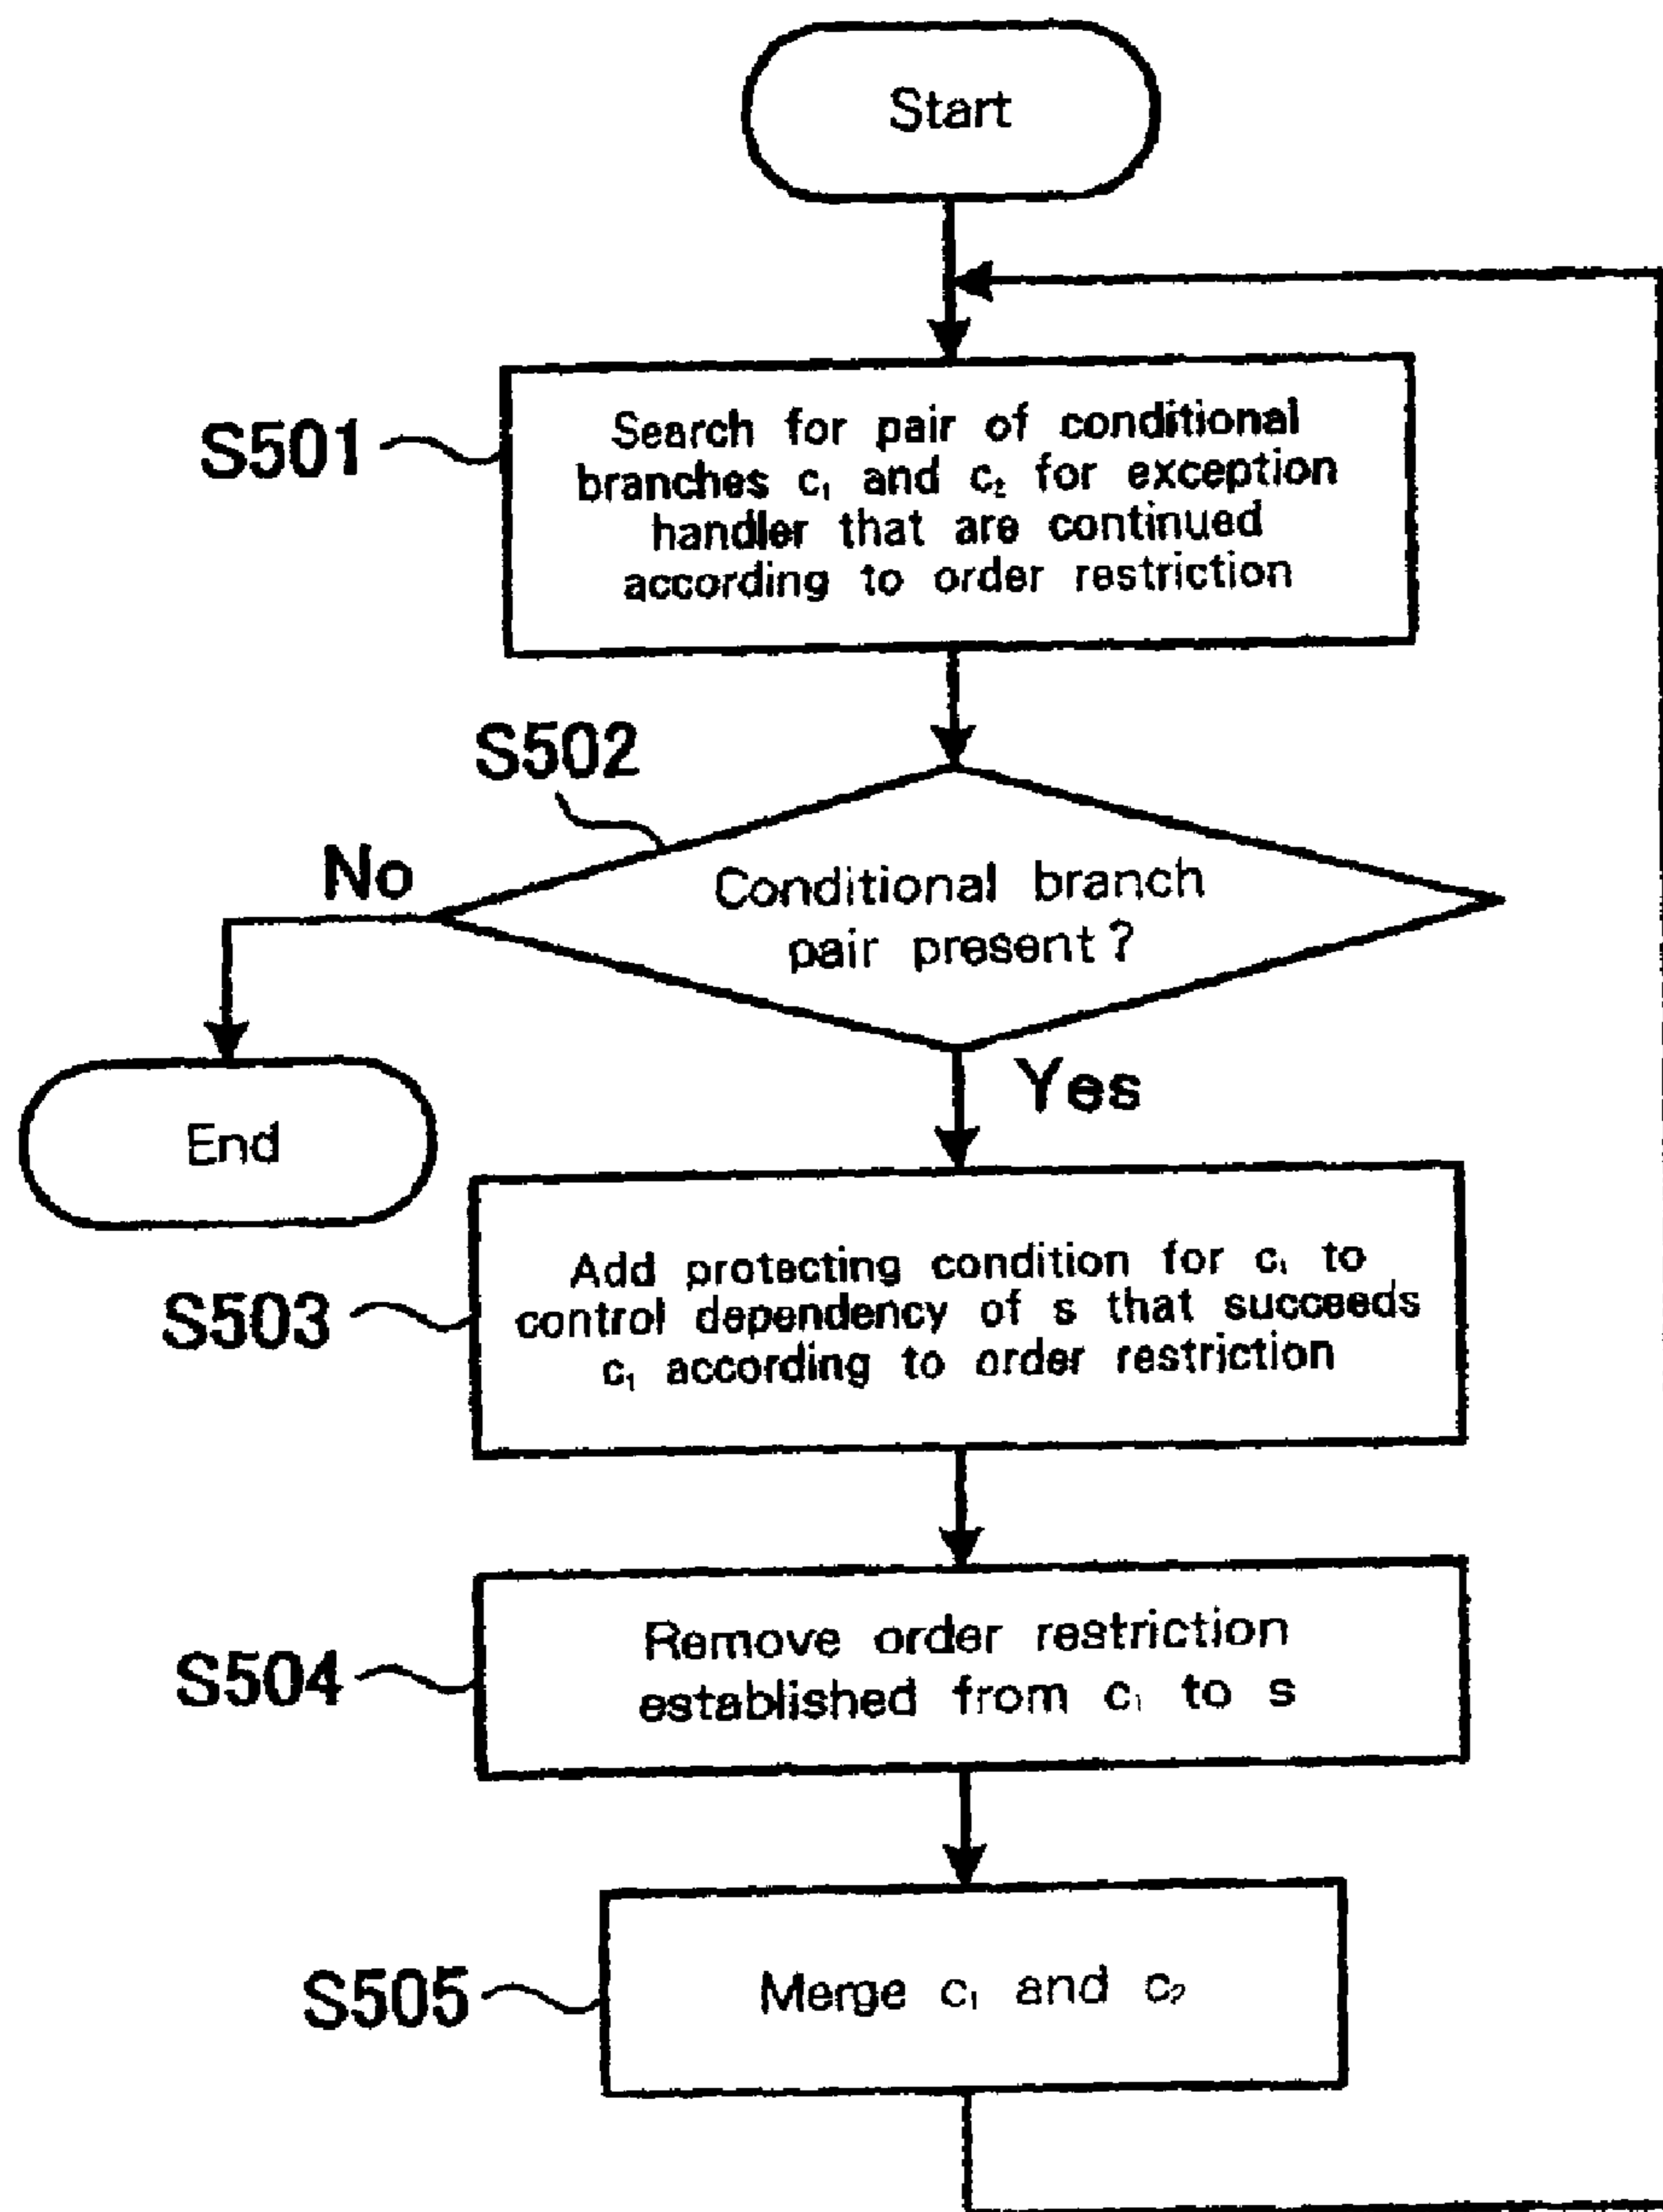 Start
S501
Search for pair of conditional
branches c₁ and c₂ for exception
handler that are continued
according to order restriction
S502
No
Conditional branch
pair present?
Yes
End
S503
Add protecting condition for c₁ to
control dependency of s that succeeds
c₁ according to order restriction
S504
Remove order restriction
established from c₁ to s
S505
Merge c₁ and c₂